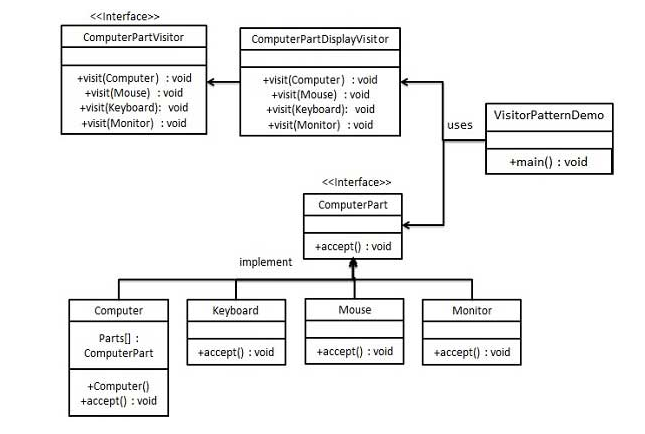 <<Interface>>
ComputerPartVisitor
+visit(Computer) : void
+visit(Mouse) : void
+visit(Keyboard): void
+visit(Monitor) : void
ComputerPartDisplayVisitor
+visit(Computer) : void
+visit(Mouse) : void
+visit(Keyboard): void
+visit(Monitor) : void
uses
VisitorPatternDemo
+main() : void
<<Interface>>
ComputerPart
+accept() : void
implement
Computer
Parts[] :
ComputerPart
+Computer()
+accept() : void
Keyboard
+accept() : void
Mouse
+accept() : void
Monitor
+accept() : void